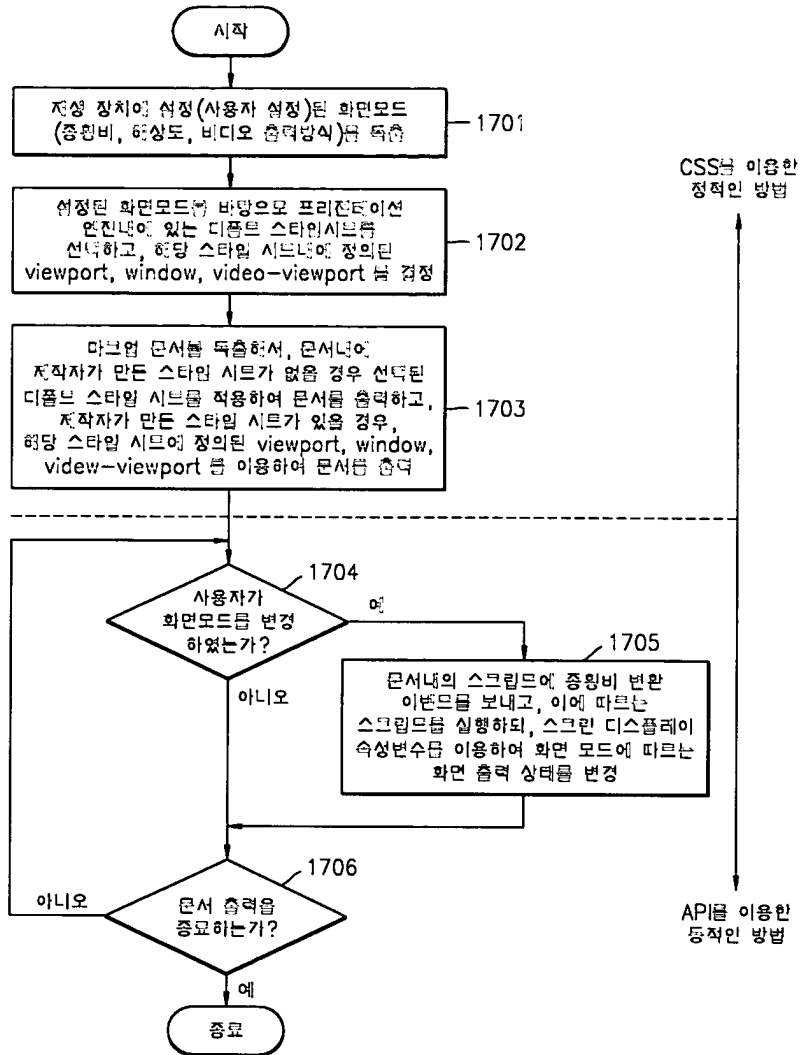 시작
재생 장치에 설정(사용자 설정)된 화면모드
(종횡비, 해상도, 비디오 출력방식)를 독출
1701
CSS를 이용한
정적인 방법
설정된 화면모드를 바탕으로 프리젠테이션
엔진내에 있는 디폴트 스타일시트를
선택하고, 해당 스타일 시트내에 정의된
viewport, window, video-viewport 를 결정
1702
마크업 문서를 독출해서, 문서내에
제작자가 만든 스타일 시트가 없을 경우 선택된
디폴트 스타일 시트를 적용하여 문서를 출력하고,
제작자가 만든 스타일 시트가 있을 경우,
해당 스타일 시트에 정의된 viewport, window,
videw-viewport 를 이용하여 문서를 출력
1703
1704
사용자가
화면모드를 변경
하였는가?
예
아니오
1705
문서내의 스크립트에 종횡비 변환
이벤트를 보내고, 이에 따르는
스크립트를 실행하되, 스크린 디스플레이
속성변수를 이용하여 화면 모드에 따르는
화면 출력 상태를 변경
1706
아니오
문서 출력을
종료하는가?
API를 이용한
동적인 방법
예
종료